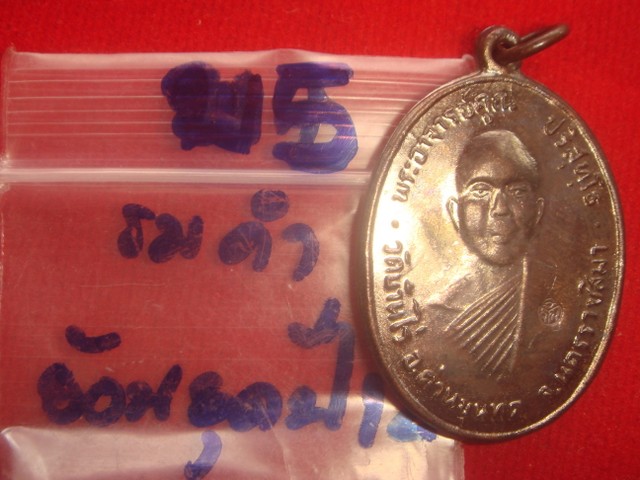 พ5
รมดำ
พระอาจารย์คูณ ปริสุทโธ
วัดบ้านไร่ อ.ด่านขุนทด จ.นครราชสีมา